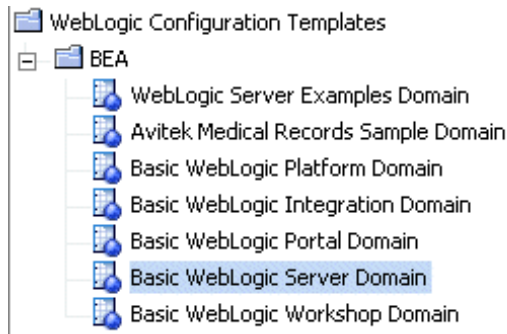 WebLogic Configuration Templates
BEA
WebLogic Server Examples Domain
Avitek Medical Records Sample Domain
Basic WebLogic Platform Domain
Basic WebLogic Integration Domain
Basic WebLogic Portal Domain
Basic WebLogic Server Domain
Basic WebLogic Workshop Domain